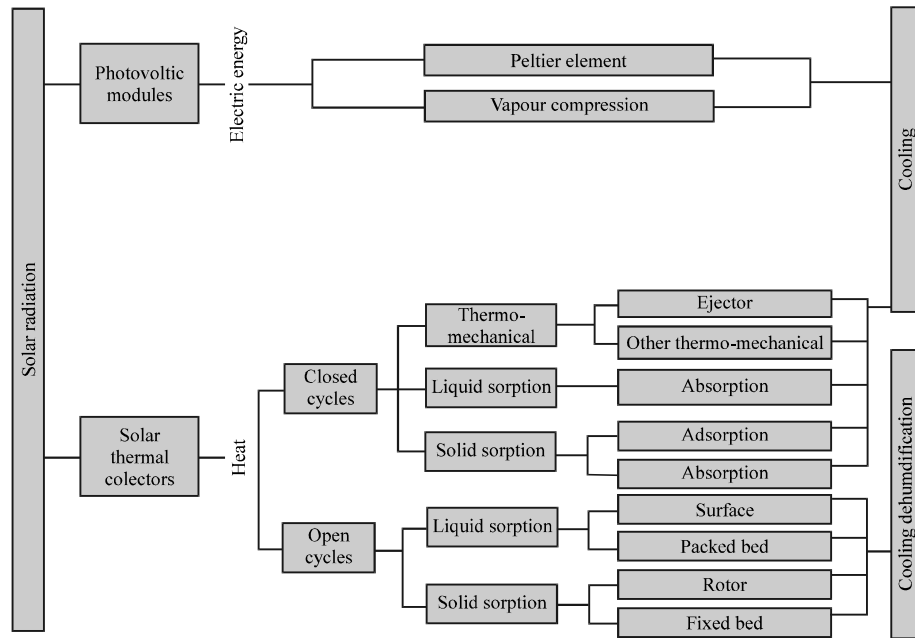 Solar radiation
Photovoltic
modules
Electric energy
Peltier element
Vapour compression
Cooling
Solar
thermal
colectors
Heat
Closed
cycles
Thermo-
mechanical
Ejector
Other thermo-mechanical
Liquid sorption
Absorption
Solid sorption
Adsorption
Absorption
Open
cycles
Liquid sorption
Surface
Packed bed
Solid sorption
Rotor
Fixed bed
Cooling dehumdification